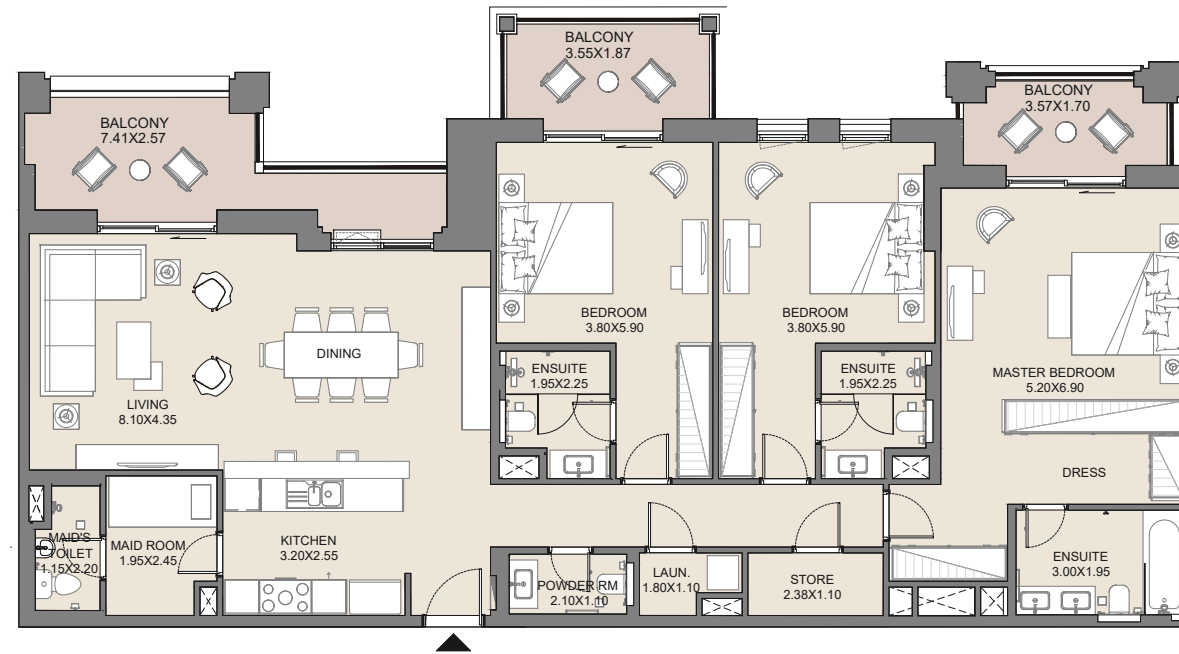 BALCONY
7.41X2.57
BALCONY
3.55X1.87
BALCONY
3.57X1.70
LIVING
8.10X4.35
DINING
BEDROOM
3.80X5.90
BEDROOM
3.80X5.90
MASTER BEDROOM
5.20X6.90
ENSUITE
1.95X2.25
ENSUITE
1.95X2.25
DRESS
MAID'S
TOILET
1.15X2.20
MAID ROOM
1.95X2.45
KITCHEN
3.20X2.55
POWDER RM
2.10X1.10
LAUN.
1.80X1.10
STORE
2.38X1.10
ENSUITE
3.00X1.95